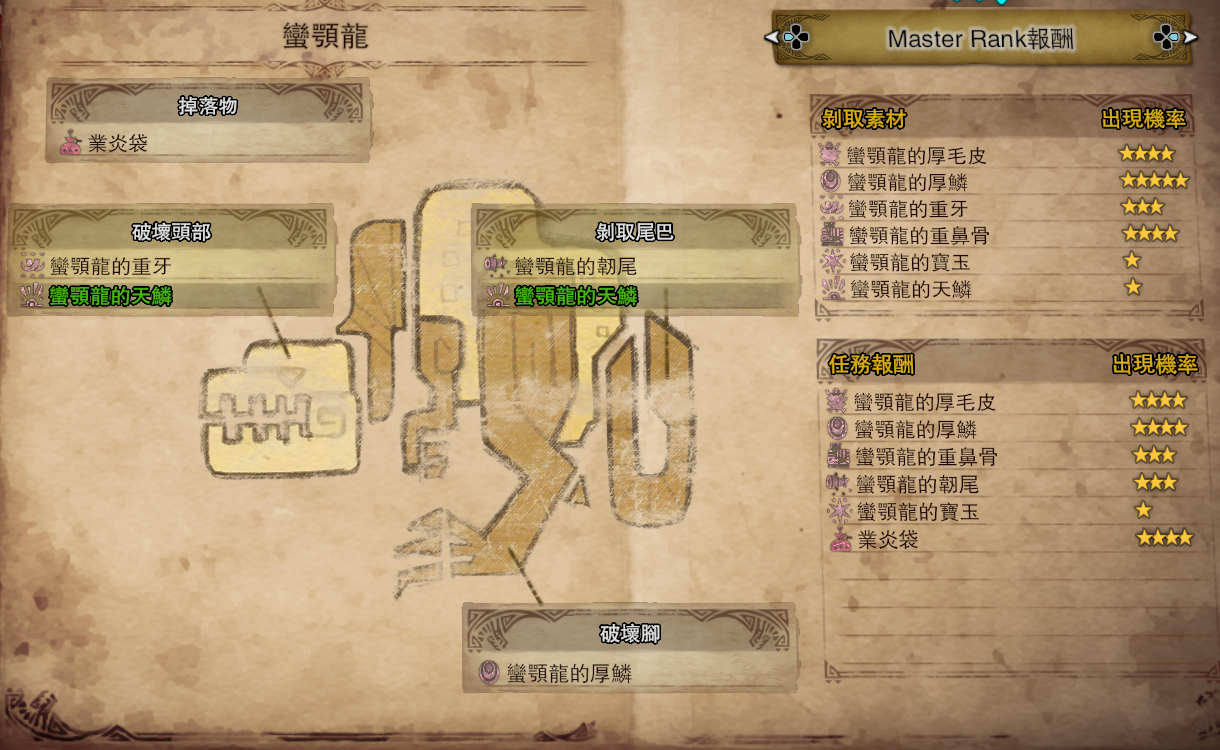 蠻顎龍
Master Rank報酬
掉落物
業炎袋
破壞頭部
蠻顎龍的重牙
蠻顎龍的天鱗
剝取尾巴
蠻顎龍的韌尾
蠻顎龍的天鱗
破壞腳
蠻顎龍的厚鱗
剝取素材 出現機率
蠻顎龍的厚毛皮 ★★★★
蠻顎龍的厚鱗 ★★★★★
蠻顎龍的重牙 ★★★
蠻顎龍的重鼻骨 ★★★★
蠻顎龍的寶玉 ★
蠻顎龍的天鱗 ★
任務報酬 出現機率
蠻顎龍的厚毛皮 ★★★★
蠻顎龍的厚鱗 ★★★★
蠻顎龍的重鼻骨 ★★★
蠻顎龍的韌尾 ★★★
蠻顎龍的寶玉 ★
業炎袋 ★★★★